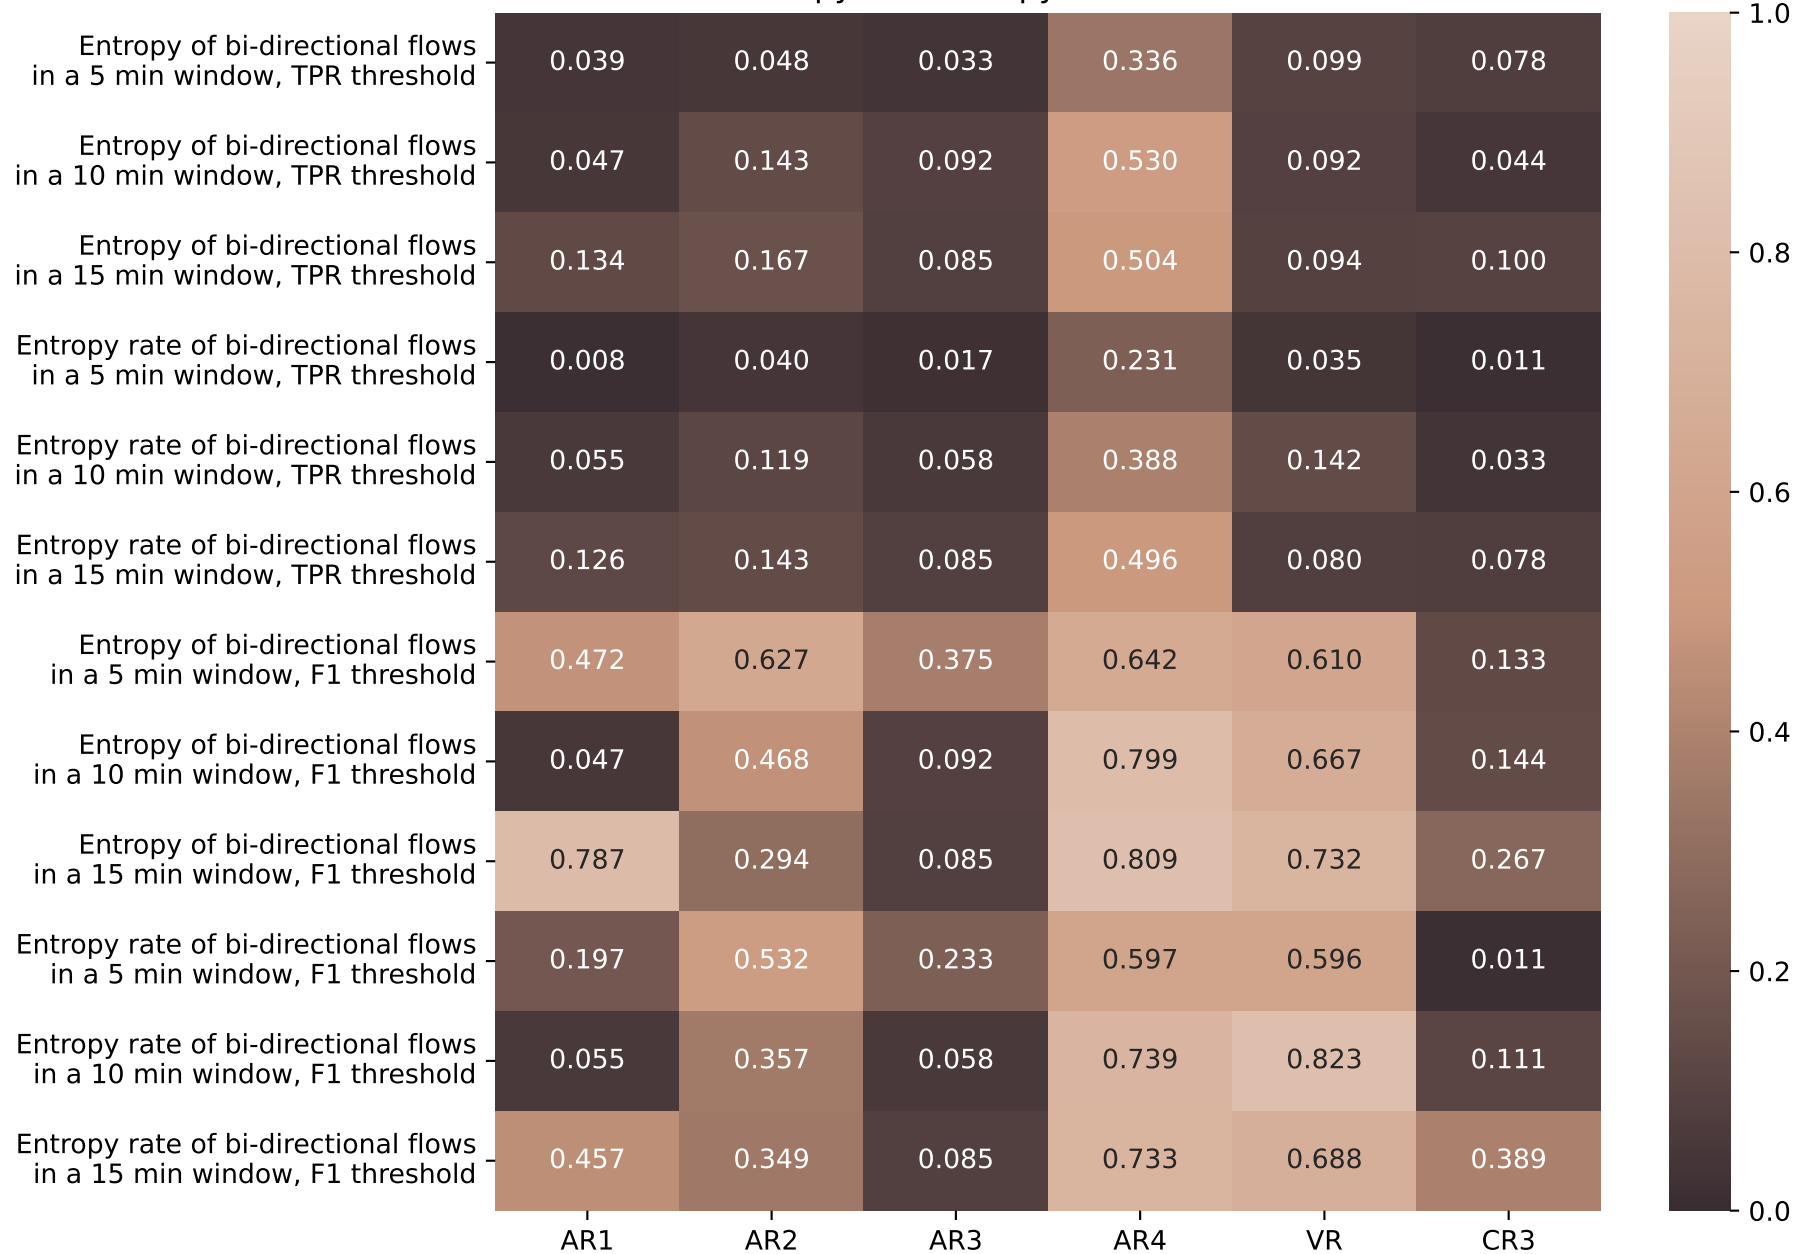 Entropy of bi-directional flows
in a 5 min window, TPR threshold
0.039 0.048 0.033 0.336 0.099 0.078
Entropy of bi-directional flows
in a 10 min window, TPR threshold
0.047 0.143 0.092 0.530 0.092 0.044
Entropy of bi-directional flows
in a 15 min window, TPR threshold
0.134 0.167 0.085 0.504 0.094 0.100
Entropy rate of bi-directional flows
in a 5 min window, TPR threshold
0.008 0.040 0.017 0.231 0.035 0.011
Entropy rate of bi-directional flows
in a 10 min window, TPR threshold
0.055 0.119 0.058 0.388 0.142 0.033
Entropy rate of bi-directional flows
in a 15 min window, TPR threshold
0.126 0.143 0.085 0.496 0.080 0.078
Entropy of bi-directional flows
in a 5 min window, F1 threshold
0.472 0.627 0.375 0.642 0.610 0.133
Entropy of bi-directional flows
in a 10 min window, F1 threshold
0.047 0.468 0.092 0.799 0.667 0.144
Entropy of bi-directional flows
in a 15 min window, F1 threshold
0.787 0.294 0.085 0.809 0.732 0.267
Entropy rate of bi-directional flows
in a 5 min window, F1 threshold
0.197 0.532 0.233 0.597 0.596 0.011
Entropy rate of bi-directional flows
in a 10 min window, F1 threshold
0.055 0.357 0.058 0.739 0.823 0.111
Entropy rate of bi-directional flows
in a 15 min window, F1 threshold
0.457 0.349 0.085 0.733 0.688 0.389
AR1 AR2 AR3 AR4 VR CR3
1.0
0.8
0.6
0.4
0.2
0.0